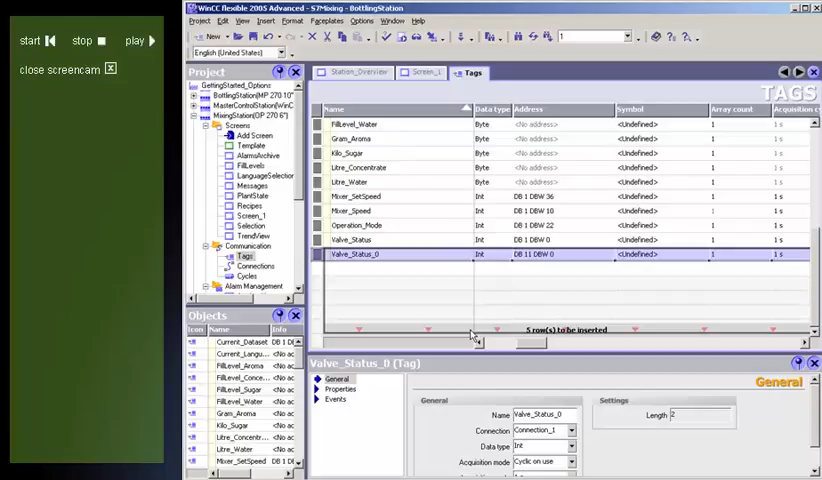 WinCC flexible 2005 Advanced - S7Mixing - BottlingStation
start stop play
close screencam
Project Edit View Insert Format Faceplates Options Window Help
New
1
English (United States)
Project
GettingStarted_Options
BottlingStation(MP 270 10
MasterControlStation(WinC
MixingStation(OP 270 6")
Screens
Add Screen
Template
AlarmsArchive
FillLevels
LanguageSelection
Messages
PlantState
Recipes
Screen_1
Selection
TrendView
Communication
Tags
Connections
Cycles
Alarm Management
Station_Overview Screen_1 Tags
TAGS
Name Data type Address Symbol Array count Acquisition c
FillLevel_Water Byte <No address> <Undefined> 1 1 s
Gram_Aroma Byte <No address> <Undefined> 1 1 s
Kilo_Sugar Byte <No address> <Undefined> 1 1 s
Litre_Concentrate Byte <No address> <Undefined> 1 1 s
Litre_Water Byte <No address> <Undefined> 1 1 s
Mixer_SetSpeed Int DB 1 DBW 36 <Undefined> 1 1 s
Mixer_Speed Int DB 1 DBW 10 <Undefined> 1 1 s
Operation_Mode Int DB 1 DBW 22 <Undefined> 1 1 s
Valve_Status Int DB 1 DBW 0 <Undefined> 1 1 s
Valve_Status_0 Int DB 11 DBW 0 <Undefined> 1 1 s
5 row(s) to be inserted
Objects
Icon Name Info
Current_Dataset <No ac
Current_Langu... <No ac
FillLevel_Aroma <No ac
FillLevel_Conce... <No ac
FillLevel_Sugar <No ac
FillLevel_Water <No ac
Gram_Aroma <No ac
Kilo_Sugar <No ac
Litre_Concentr... <No ac
Litre_Water <No ac
Mixer_SetSpeed <No ac
Valve_Status_0 (Tag)
General
Properties
Events
General
General
Name Valve_Status_0
Connection Connection_1
Data type Int
Acquisition mode Cyclic on use
Settings
Length 2